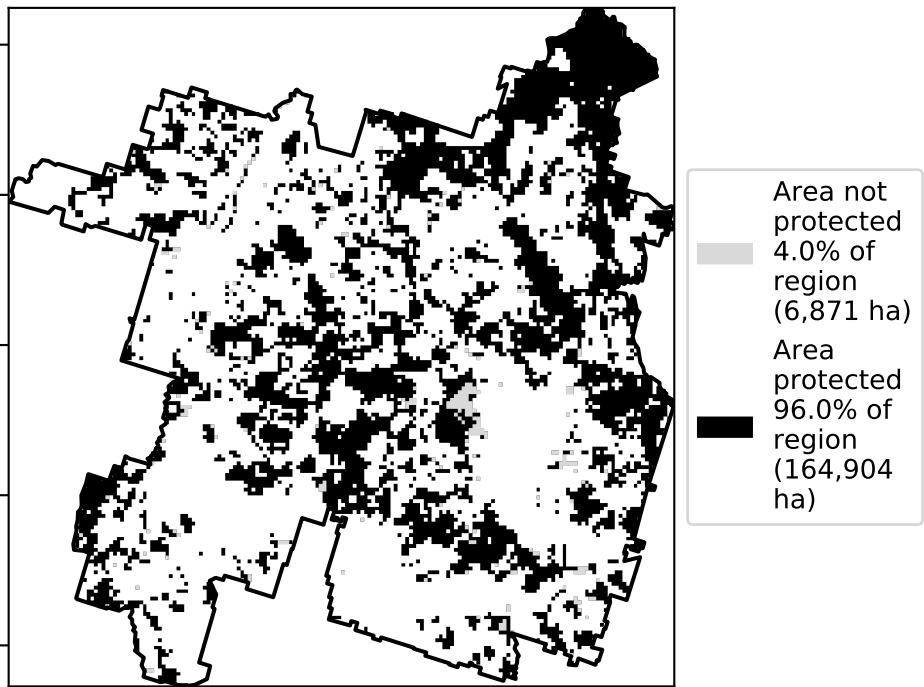 Area not
protected
4.0% of
region
(6,871 ha)
Area
protected
96.0% of
region
(164,904
ha)